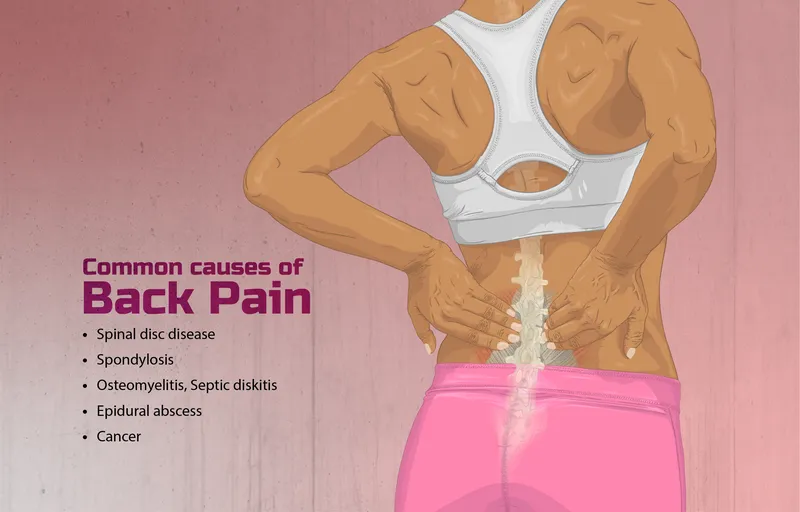 Common causes of
Back Pain
• Spinal disc disease
• Spondylosis
• Osteomyelitis, Septic diskitis
• Epidural abscess
• Cancer